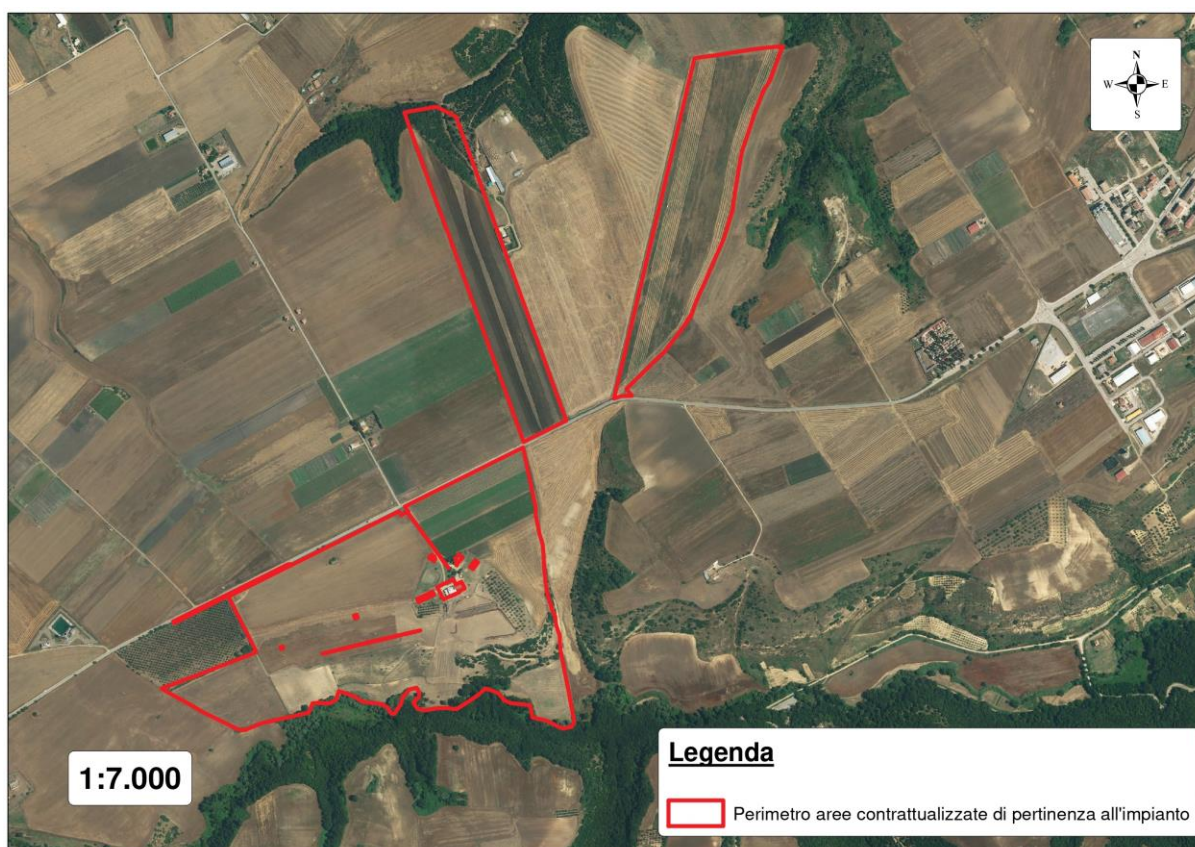 N
W E
S
1:7.000
Legenda
Perimetro aree contrattualizzate di pertinenza all'impianto